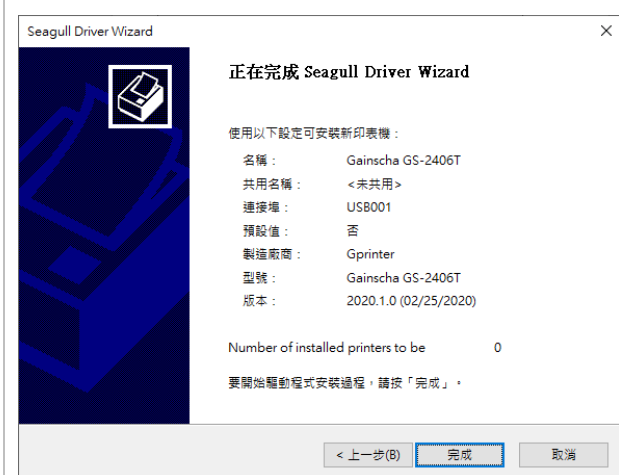 Seagull Driver Wizard
正在完成 Seagull Driver Wizard
使用以下設定可安裝新印表機：
名稱： Gainscha GS-2406T
共用名稱： <未共用>
連接埠： USB001
預設值： 否
製造廠商： Gprinter
型號： Gainscha GS-2406T
版本： 2020.1.0 (02/25/2020)
Number of installed printers to be 0
要開始驅動程式安裝過程，請按「完成」。
< 上一步(B) 完成 取消